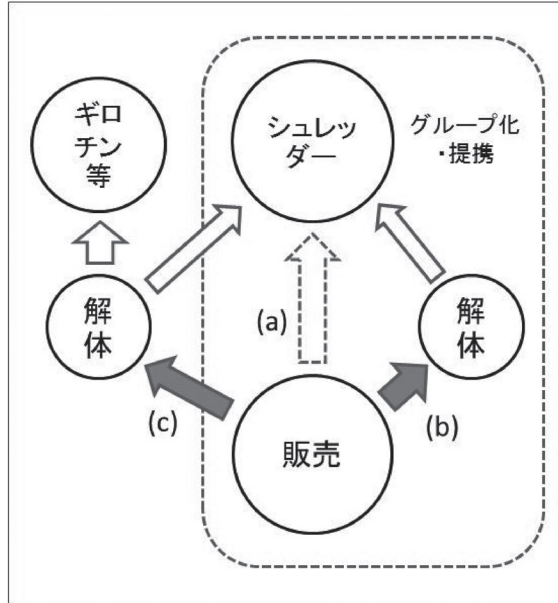 ギロ
チン
等
シュレッ
ダー
グループ化
・提携
解
体
(a)
解
体
(c)
(b)
販売